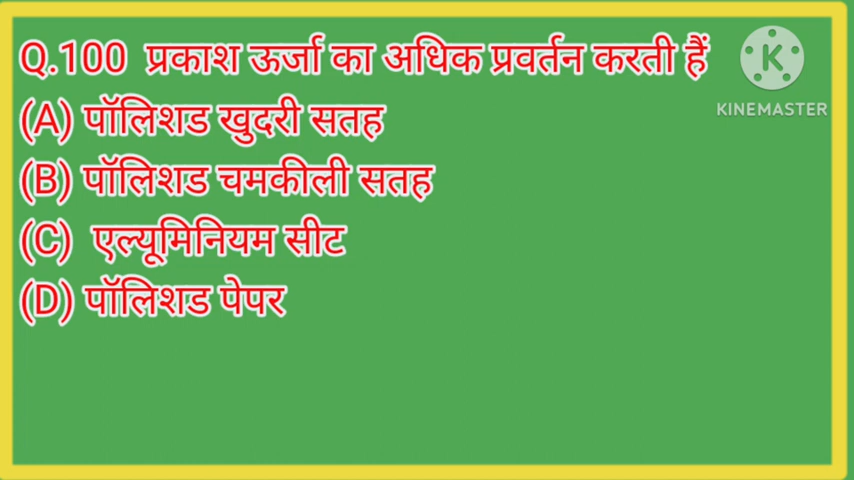 Q.100 प्रकाश ऊर्जा का अधिक प्रवर्तन करती हैं
(A) पॉलिशड खुदरी सतह
(B) पॉलिशड चमकीली सतह
(C) एल्यूमिनियम सीट
(D) पॉलिशड पेपर
K
KINEMASTER